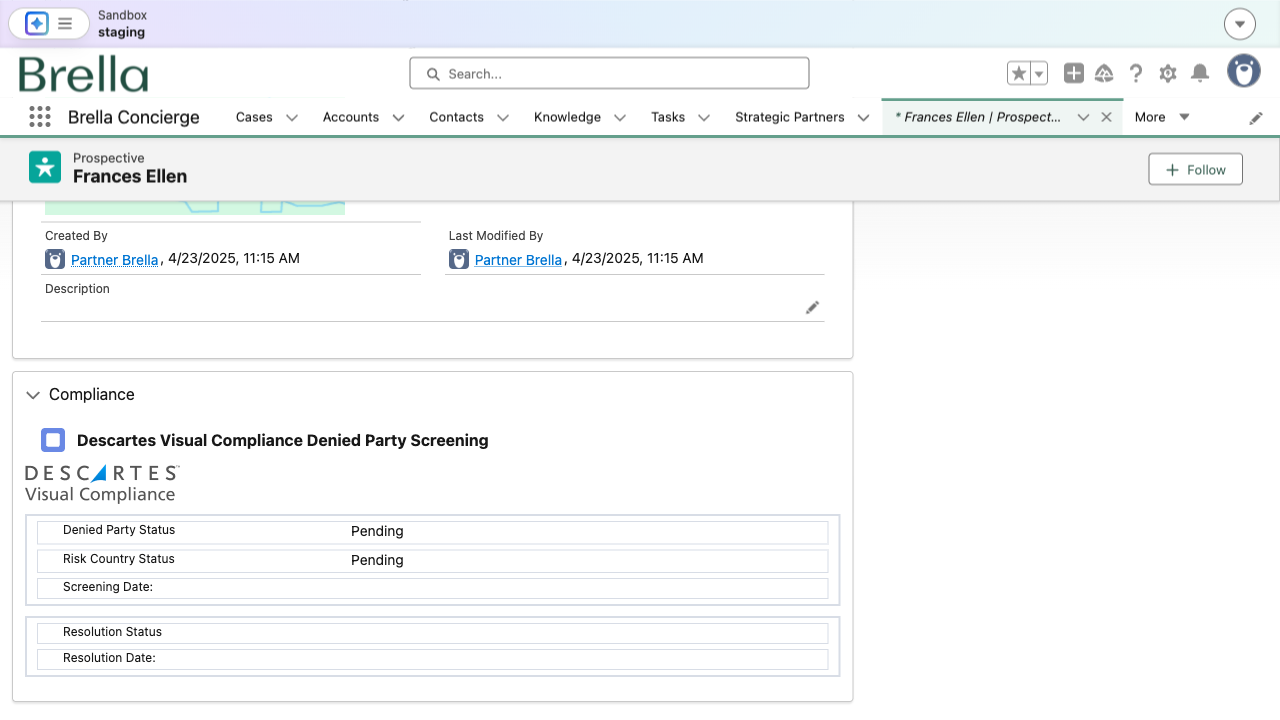 Sandbox
staging
Brella
Search...
Brella Concierge
Cases
Accounts
Contacts
Knowledge
Tasks
Strategic Partners
* Frances Ellen | Prospect...
More
Prospective
Frances Ellen
Follow
Created By
Last Modified By
Partner Brella, 4/23/2025, 11:15 AM
Partner Brella, 4/23/2025, 11:15 AM
Description
Compliance
Descartes Visual Compliance Denied Party Screening
DESCARTES™
Visual Compliance
Denied Party Status Pending
Risk Country Status Pending
Screening Date:
Resolution Status
Resolution Date: